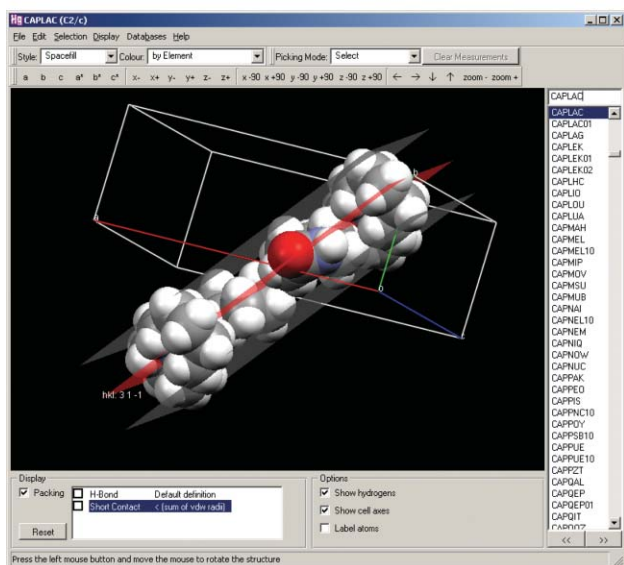 Hg CAPLAC (C2/c)
File Edit Selection Display Databases Help
Style: Spacefill Colour: by Element Picking Mode: Select Clear Measurements
a b c a* b* c* x- x+ y- y+ z- z+ x-90 x+90 y-90 y+90 z-90 z+90 ← → ↓ ↑ zoom- zoom+
CAPLAC
CAPLAC
CAPLAC01
CAPLAG
CAPLEK
CAPLEK01
CAPLEK02
CAPLHC
CAPLIO
CAPLOU
CAPLUA
CAPMAH
CAPMEL
CAPMEL10
CAPMIP
CAPMOV
CAPMSU
CAPMUB
CAPNAI
CAPNEL10
CAPNEM
CAPNIQ
CAPNOW
CAPNUC
CAPPAK
CAPPEO
CAPPIS
CAPPNC10
CAPPOY
CAPPSB10
CAPPUE
CAPPUE10
CAPPZT
CAPQAL
CAPQEP
CAPQEP01
CAPQIT
<< >>
a
b
o
c
hkl: 3 1 -1
Display
Packing
H-Bond Default definition
Short Contact < (sum of vdw radii)
Reset
Options
Show hydrogens
Show cell axes
Label atoms
Press the left mouse button and move the mouse to rotate the structure